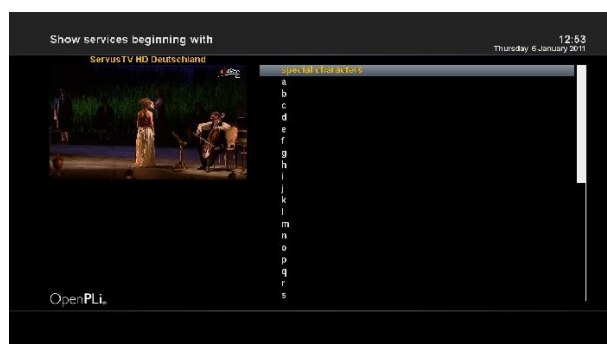 Show services beginning with
12:53
Thursday 6 January 2011
ServusTV HD Deutschland
special characters
a
b
c
d
e
f
g
h
i
j
k
l
m
n
o
p
q
r
s
OpenPLi®